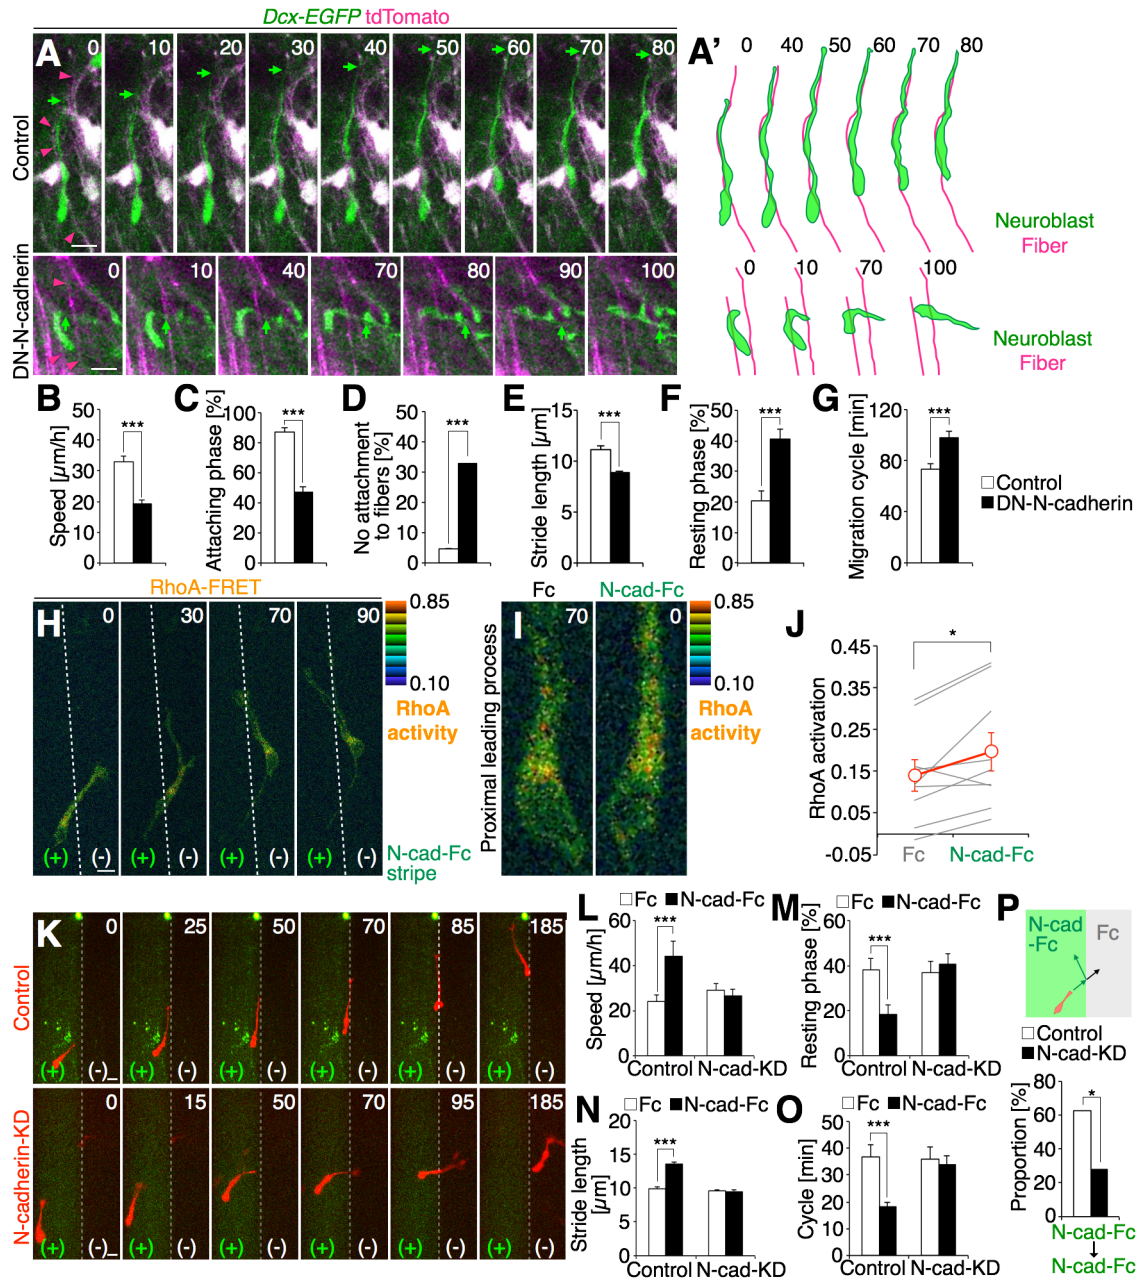 Dcx-EGFP tdTomato
A
0 10 20 30 40 50 60 70 80
Control
A'
0 40 50 60 70 80
Neuroblast
Fiber
DN-N-cadherin
0 10 40 70 80 90 100
0 10 70 100
Neuroblast
Fiber
B
Speed [µm/h]
50
40
30
20
10
0
***
C
Attaching phase [%]
100
80
60
40
20
0
***
D
No attachment
to fibers [%]
50
40
30
20
10
0
***
E
Stride length [µm]
15
10
5
0
***
F
Resting phase [%]
50
40
30
20
10
0
***
G
Migration cycle [min]
120
80
40
0
***
Control
DN-N-cadherin
RhoA-FRET
H
0 30 70 90
(+) (-) (+) (-) (+) (-) (+) (-)
0.85
0.10
RhoA
activity
N-cad-Fc
stripe
Fc N-cad-Fc
I
70 0
Proximal leading process
0.85
0.10
RhoA
activity
J
RhoA activation
0.45
0.35
0.25
0.15
0.05
-0.05
*
Fc N-cad-Fc
K
Control
0 25 50 70 85 185
(+) (-) (+) (-) (+) (-) (+) (-) (+) (-) (+) (-)
N-cadherin-KD
0 15 50 70 95 185
(+) (-) (+) (-) (+) (-) (+) (-) (+) (-) (+) (-)
L
Fc N-cad-Fc
Speed [µm/h]
60
40
20
0
***
Control N-cad-KD
M
Fc N-cad-Fc
Resting phase [%]
60
40
20
0
***
Control N-cad-KD
N
Fc N-cad-Fc
Stride length
[µm]
20
15
10
5
0
***
Control N-cad-KD
O
Fc N-cad-Fc
Cycle [min]
50
40
30
20
10
0
***
Control N-cad-KD
P
N-cad
-Fc
Fc
Control
N-cad-KD
Proportion [%]
80
60
40
20
0
*
N-cad-Fc
↓
N-cad-Fc